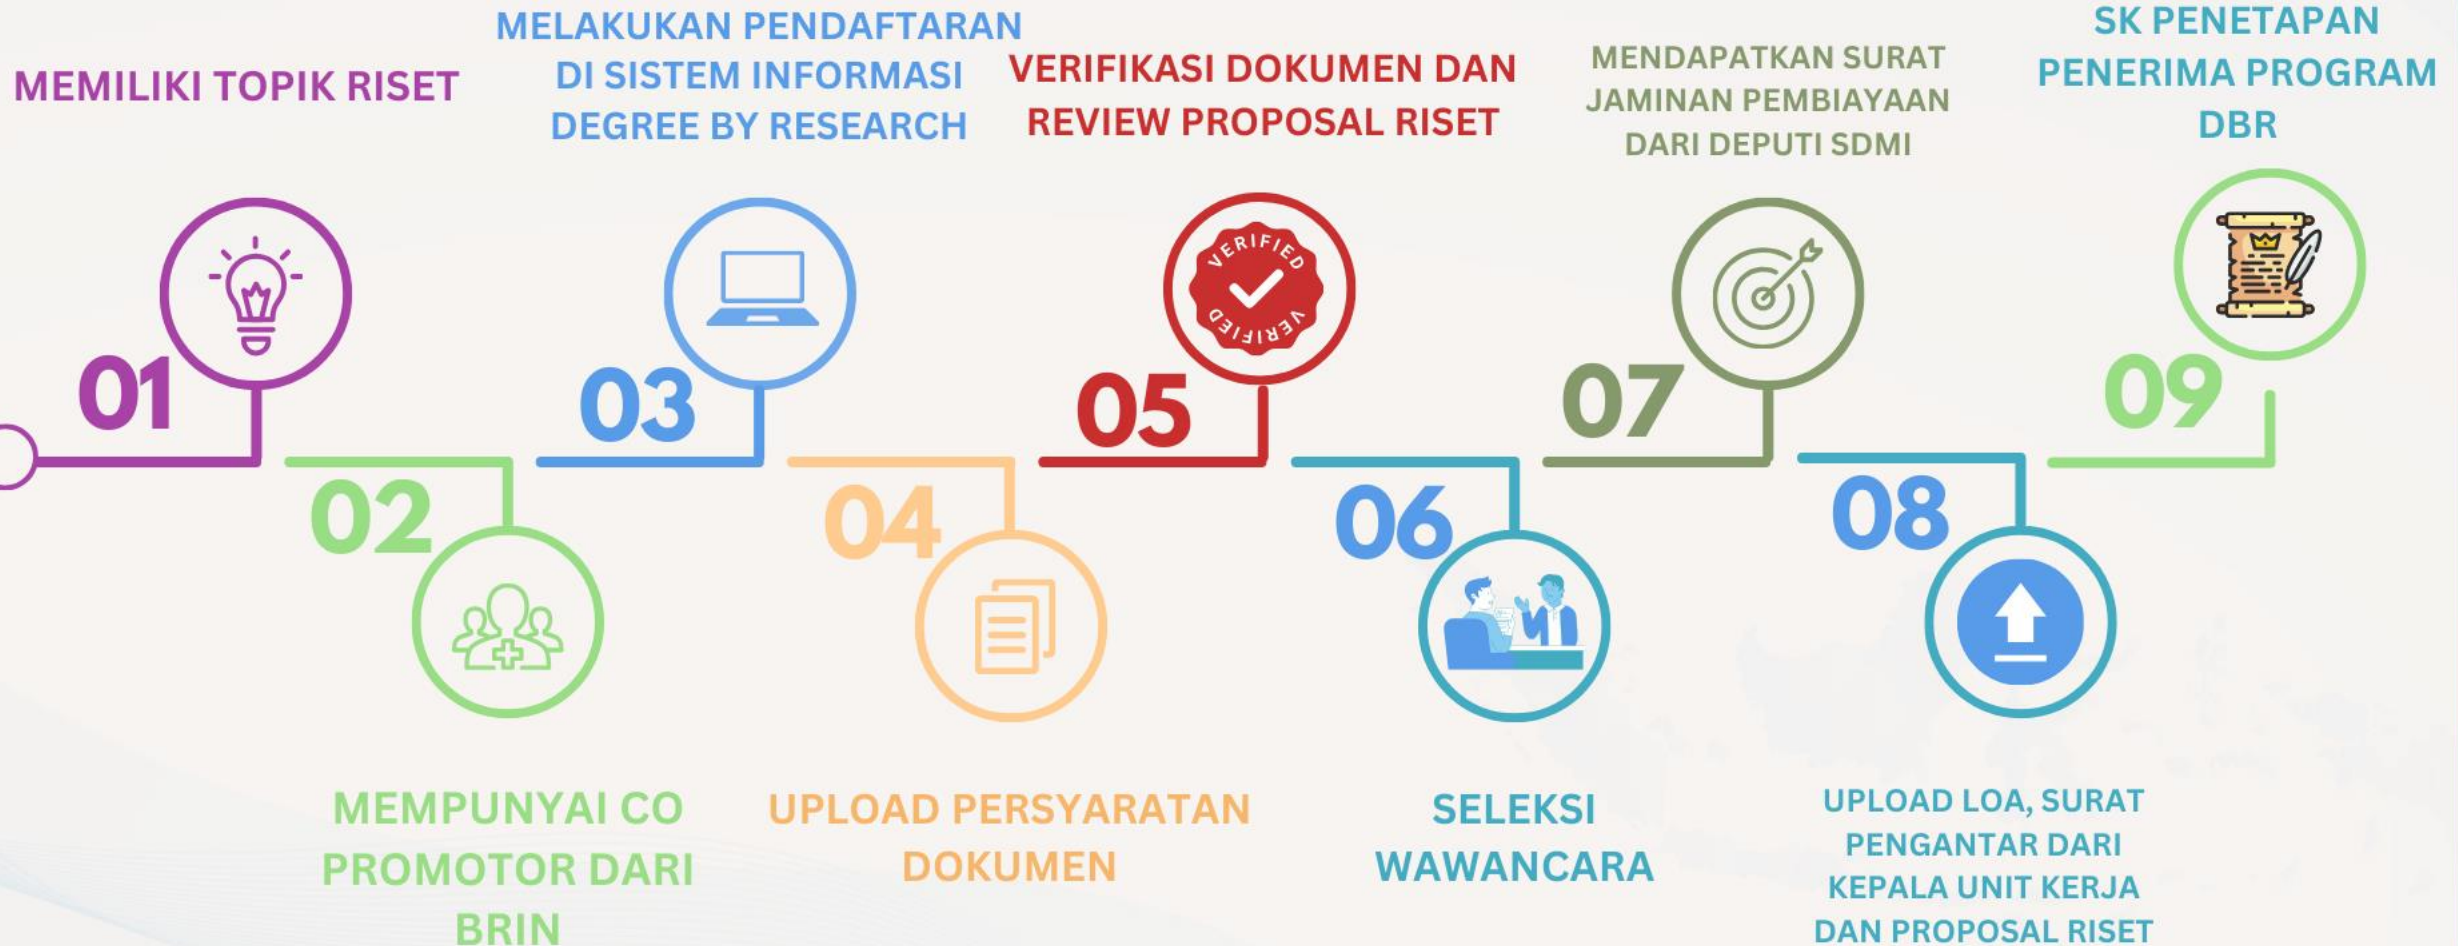 MEMILIKI TOPIK RISET
01
02
MEMPUNYAI CO
PROMOTOR DARI
BRIN
MELAKUKAN PENDAFTARAN
DI SISTEM INFORMASI
DEGREE BY RESEARCH
03
04
UPLOAD PERSYARATAN
DOKUMEN
VERIFIKASI DOKUMEN DAN
REVIEW PROPOSAL RISET
VERIFIED
VERIFIED
05
06
SELEKSI
WAWANCARA
MENDAPATKAN SURAT
JAMINAN PEMBIAYAAN
DARI DEPUTI SDMI
07
08
UPLOAD LOA, SURAT
PENGANTAR DARI
KEPALA UNIT KERJA
DAN PROPOSAL RISET
SK PENETAPAN
PENERIMA PROGRAM
DBR
09